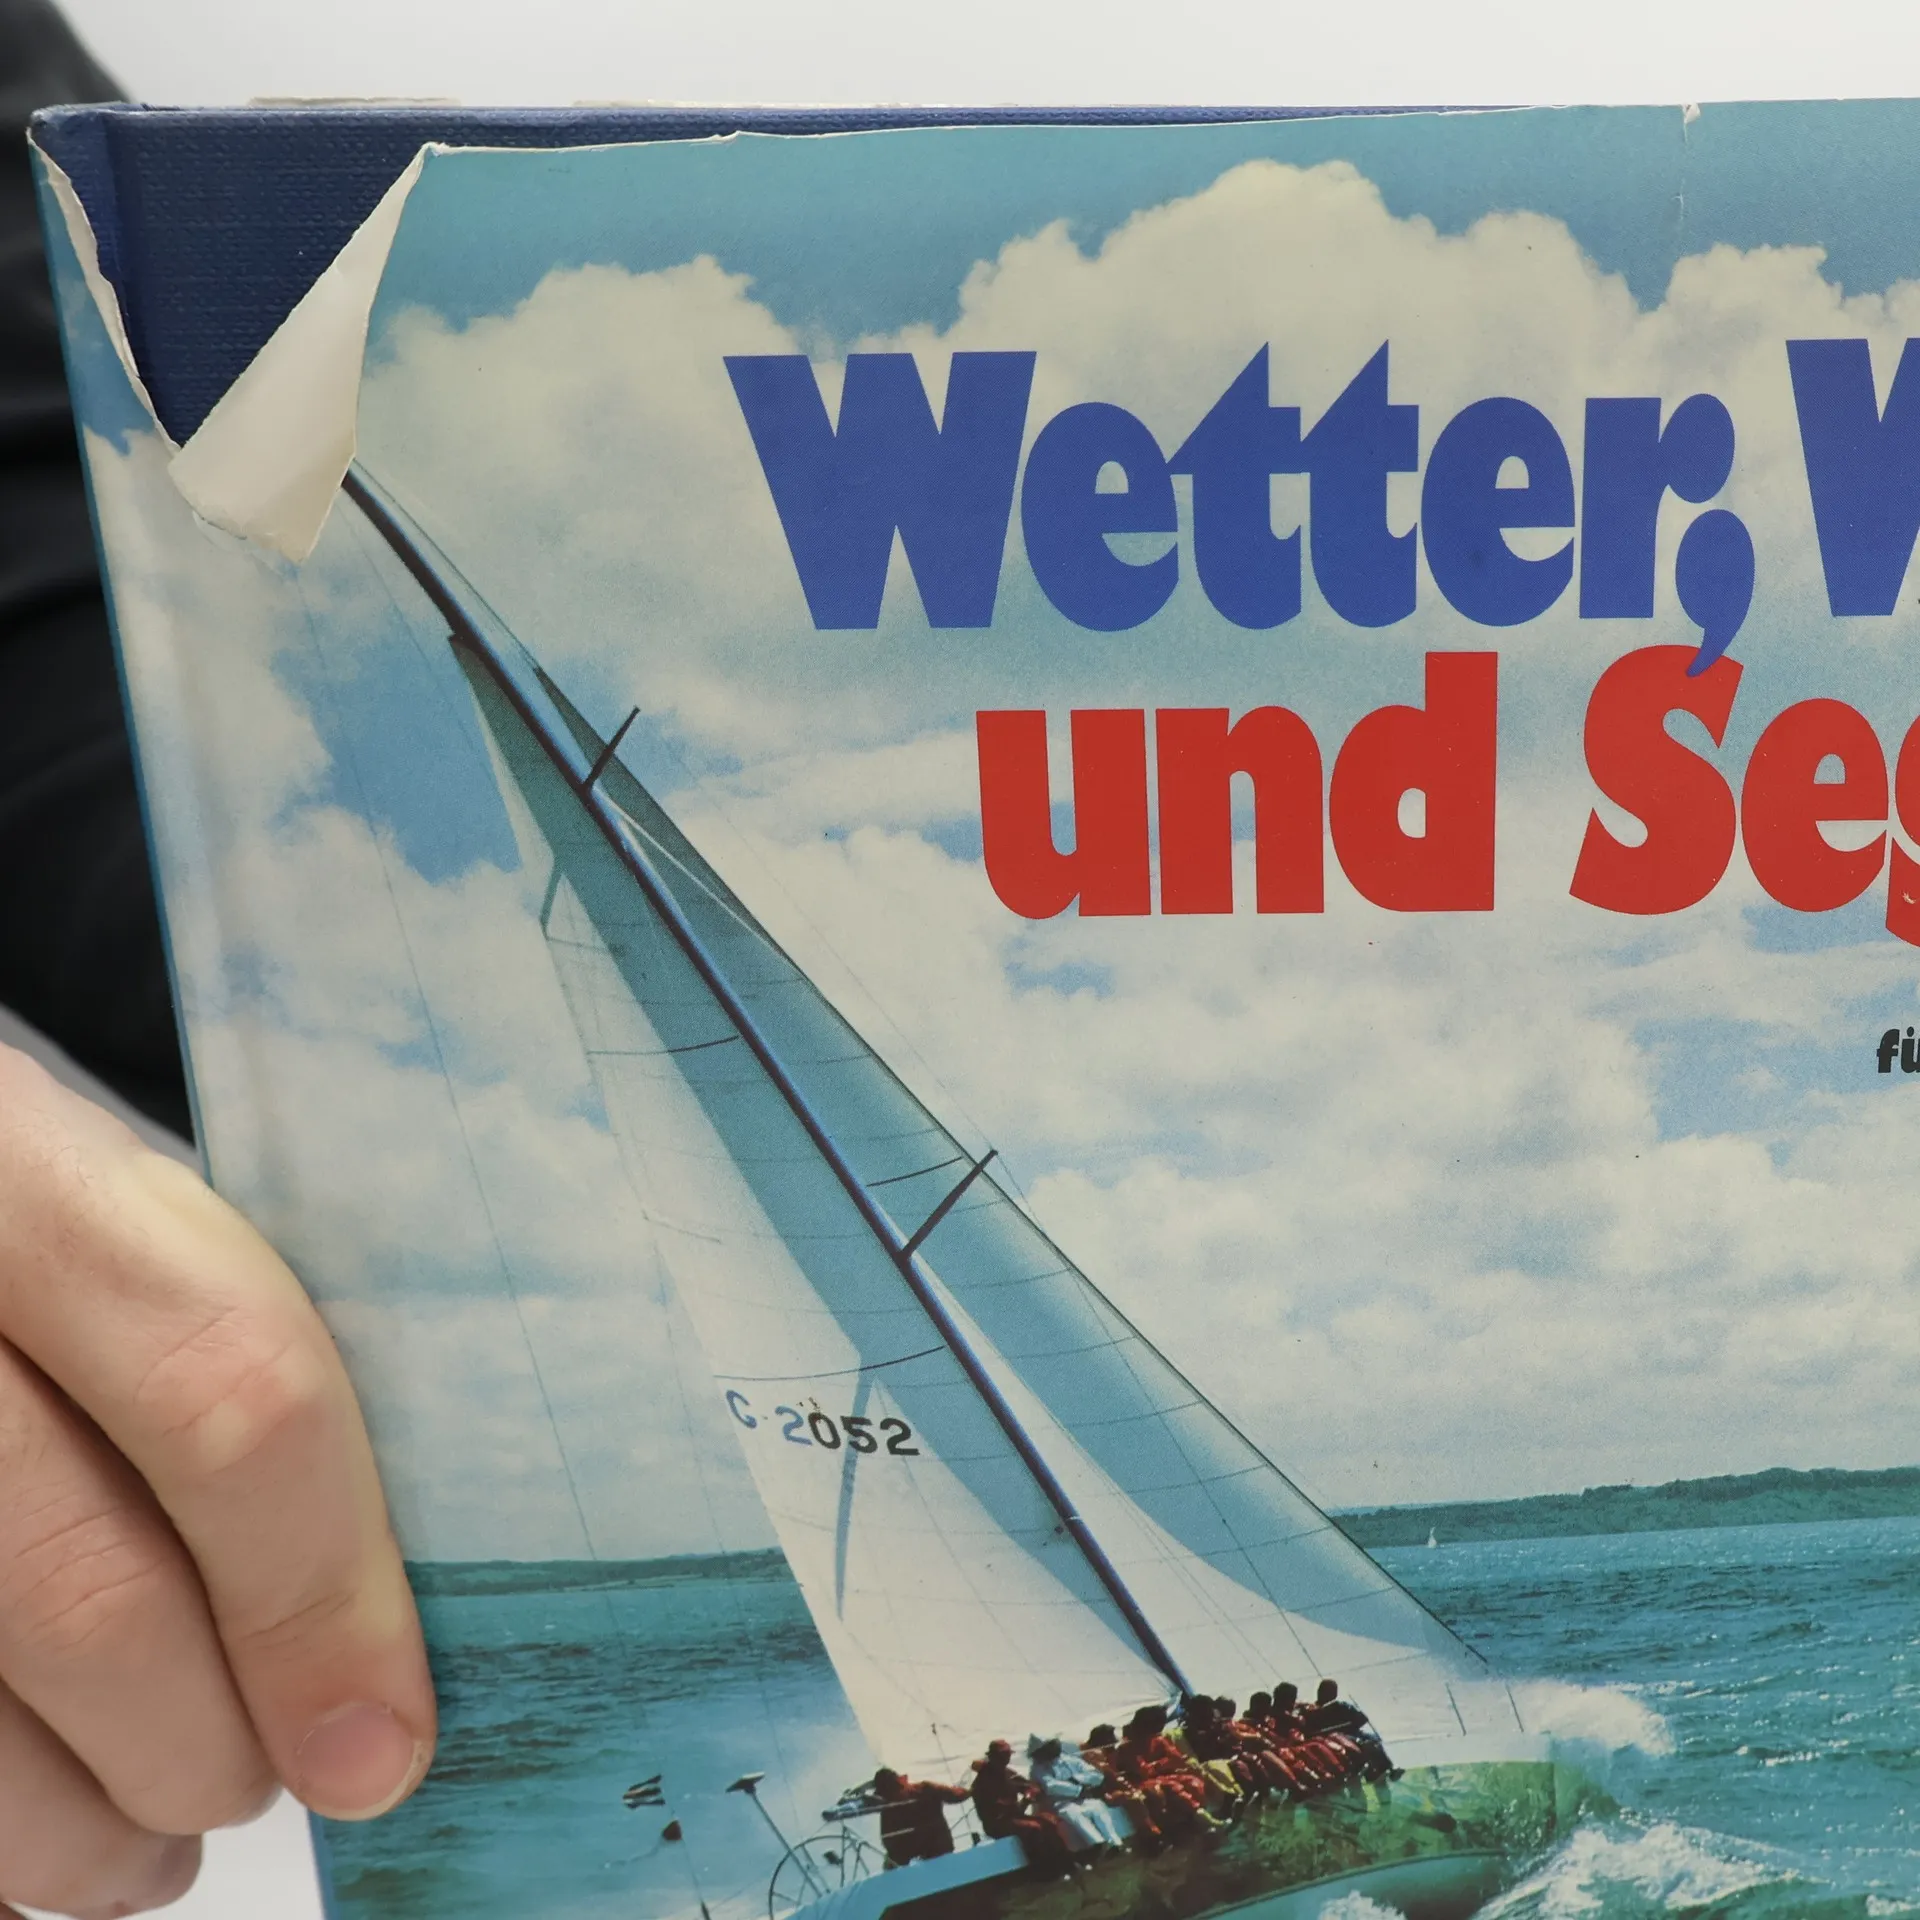 Wetter, W
und Seg
fü
G-2052